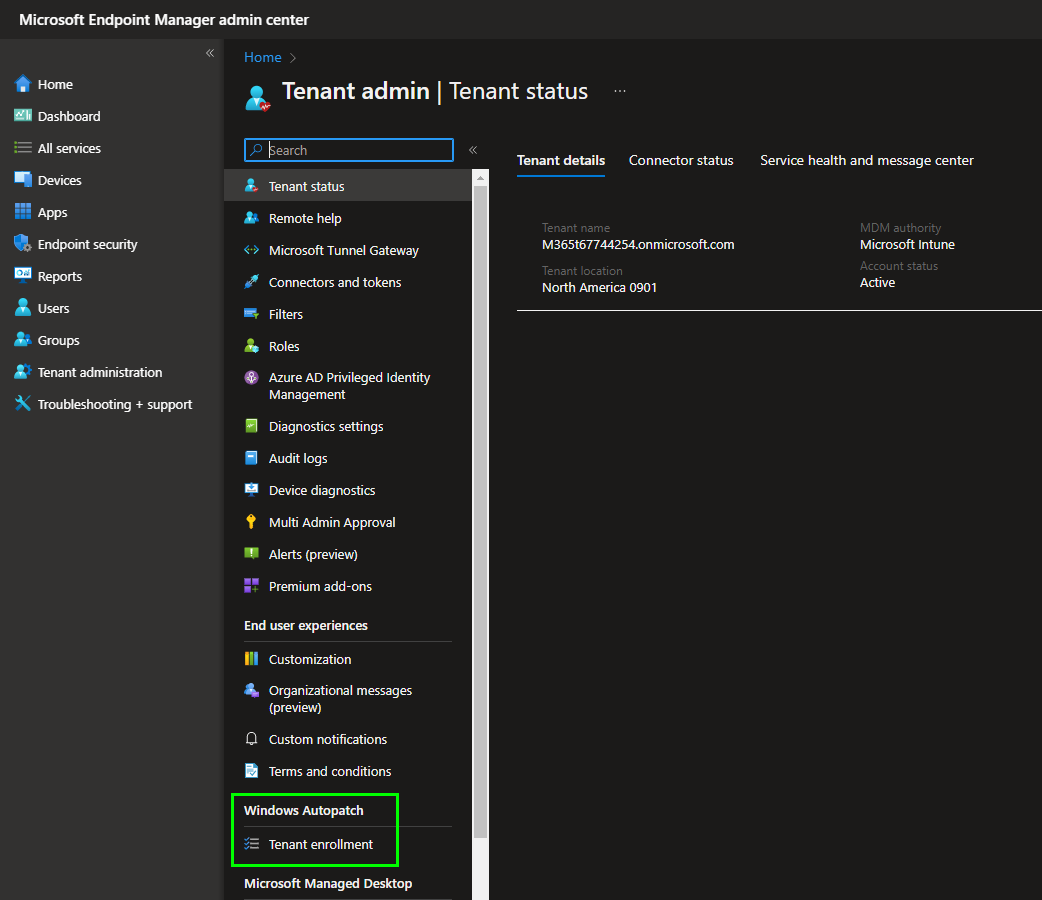 Microsoft Endpoint Manager admin center
Home
Dashboard
All services
Devices
Apps
Endpoint security
Reports
Users
Groups
Tenant administration
Troubleshooting + support
Home
Tenant admin | Tenant status
Search
Tenant status
Remote help
Microsoft Tunnel Gateway
Connectors and tokens
Filters
Roles
Azure AD Privileged Identity
Management
Diagnostics settings
Audit logs
Device diagnostics
Multi Admin Approval
Alerts (preview)
Premium add-ons
End user experiences
Customization
Organizational messages
(preview)
Custom notifications
Terms and conditions
Windows Autopatch
Tenant enrollment
Microsoft Managed Desktop
Tenant details Connector status Service health and message center
Tenant name
M365t67744254.onmicrosoft.com
Tenant location
North America 0901
MDM authority
Microsoft Intune
Account status
Active